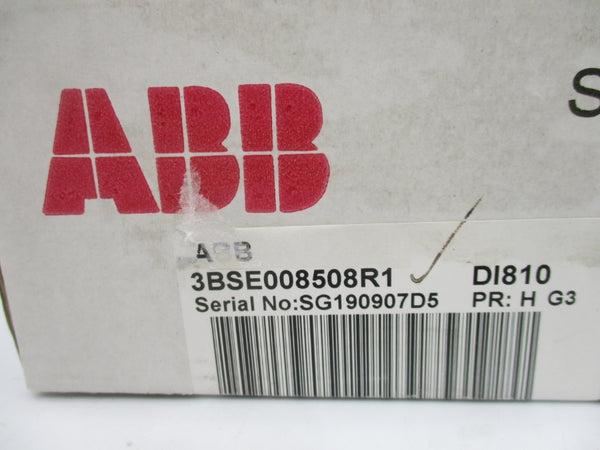 ABB
S
ABB
3BSE008508R1 DI810
Serial No:SG190907D5 PR: H G3